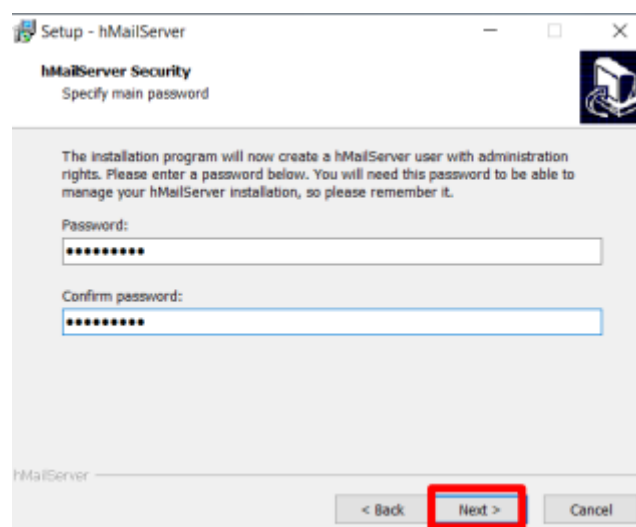 Setup - hMailServer
hMailServer Security
Specify main password
The installation program will now create a hMailServer user with administration
rights. Please enter a password below. You will need this password to be able to
manage your hMailServer installation, so please remember it.
Password:
•••••••••
Confirm password:
•••••••••
hMailServer
< Back Next > Cancel